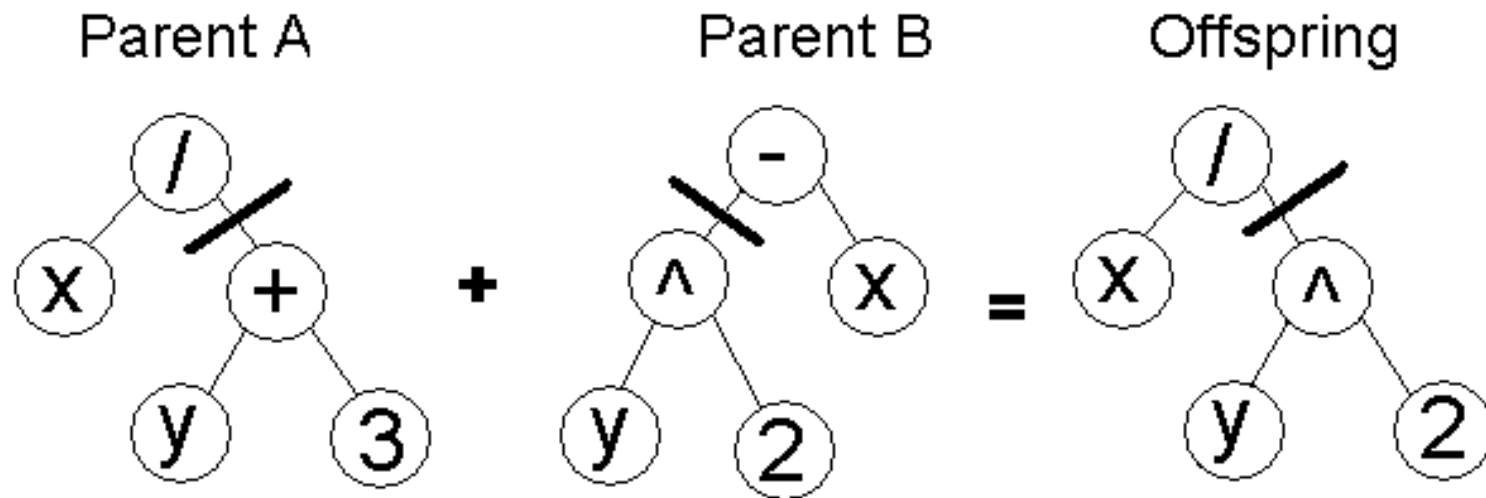 Parent A Parent B Offspring
/ - /
x + + ^ x = x ^
y 3 y 2 y 2